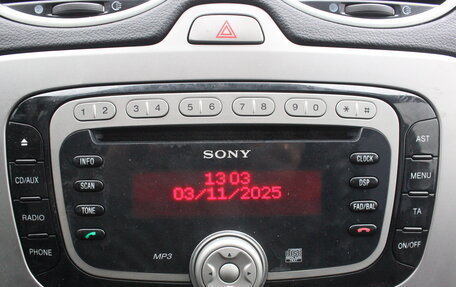 1 2 3 4 5 6 7 8 9 0 * #
SONY
INFO
CLOCK
AST
CD/AUX
SCAN
13 03
DSP
MENU
03/11/2025
RADIO
TONE
FAD/BAL
TA
PHONE
MP3
ON/OFF